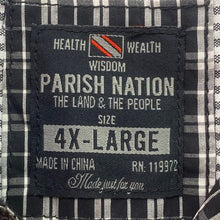 HEALTH WEALTH
WISDOM
PARISH NATION
THE LAND & THE PEOPLE
SIZE
4X-LARGE
MADE IN CHINA RN. 119372
Made just for you